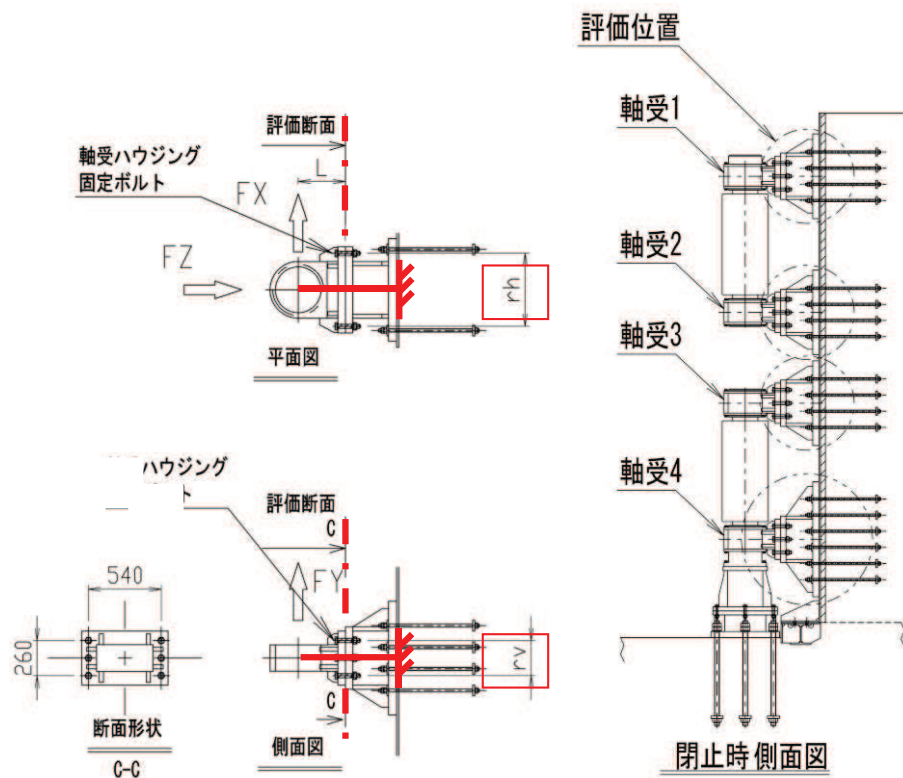 評価位置
軸受1
軸受2
軸受3
軸受4
閉止時側面図
評価断面
軸受ハウジング
固定ボルト
L
FX
FZ
rh
平面図
ハウジング
ト
評価断面
C
FY
rv
C
側面図
540
260
断面形状
C-C